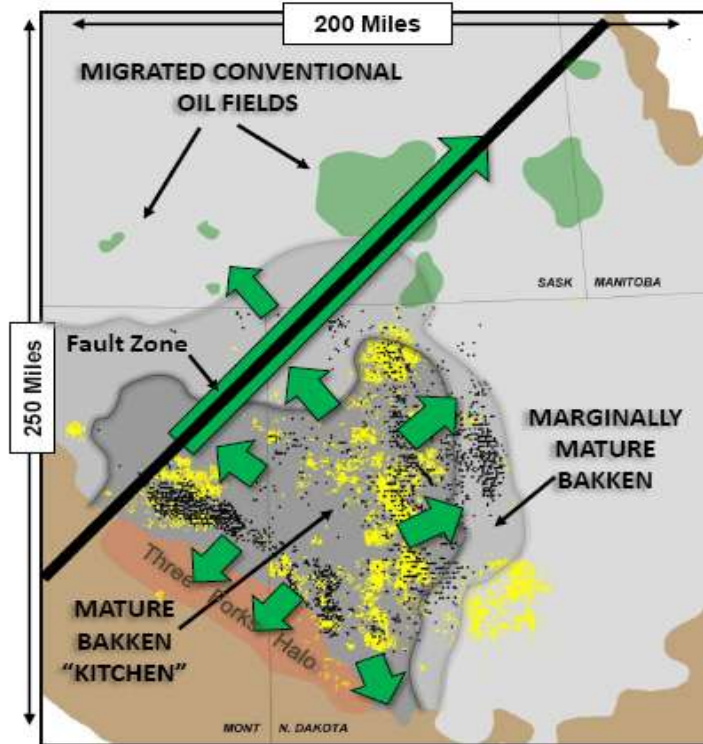 200 Miles
MIGRATED CONVENTIONAL
OIL FIELDS
SASK MANITOBA
250 Miles
Fault Zone
MARGINALLY
MATURE
BAKKEN
Three Forks Halo
MATURE
BAKKEN
“KITCHEN”
MONT N. DAKOTA